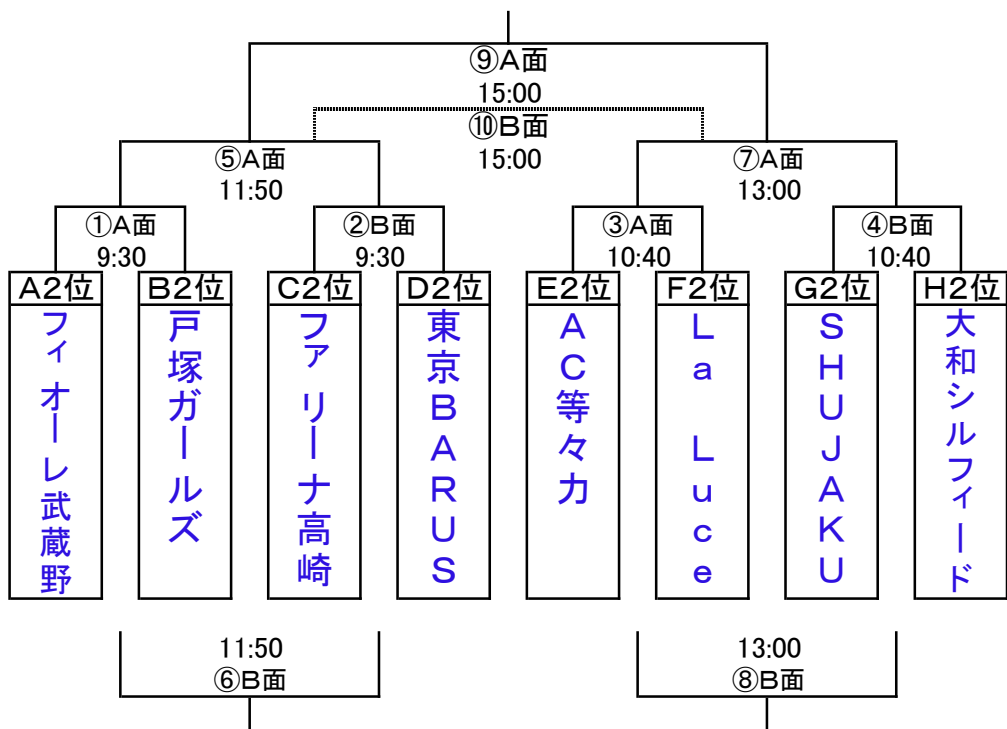 ⑨A面
15:00
⑩B面
15:00
⑤A面
11:50
⑦A面
13:00
①A面
9:30
②B面
9:30
③A面
10:40
④B面
10:40
A2位
B2位
C2位
D2位
E2位
F2位
G2位
H2位
フィオーレ武蔵野
戸塚ガールズ
ファリーナ高崎
東京BARUS
AC等々力
La Luce
SHUJAKU
大和シルフィード
11:50
⑥B面
13:00
⑧B面